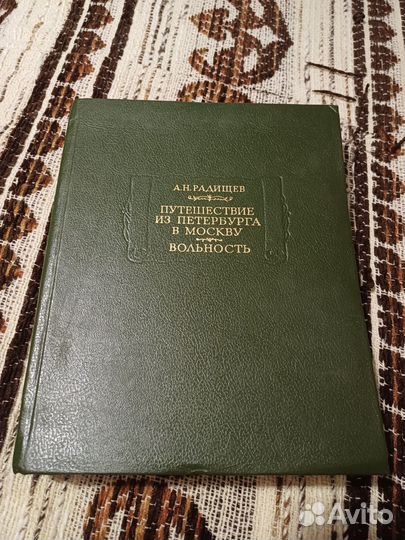 А.Н.РАДИЩЕВ
ПУТЕШЕСТВИЕ
ИЗ ПЕТЕРБУРГА
В МОСКВУ
ВОЛЬНОСТЬ
Avito